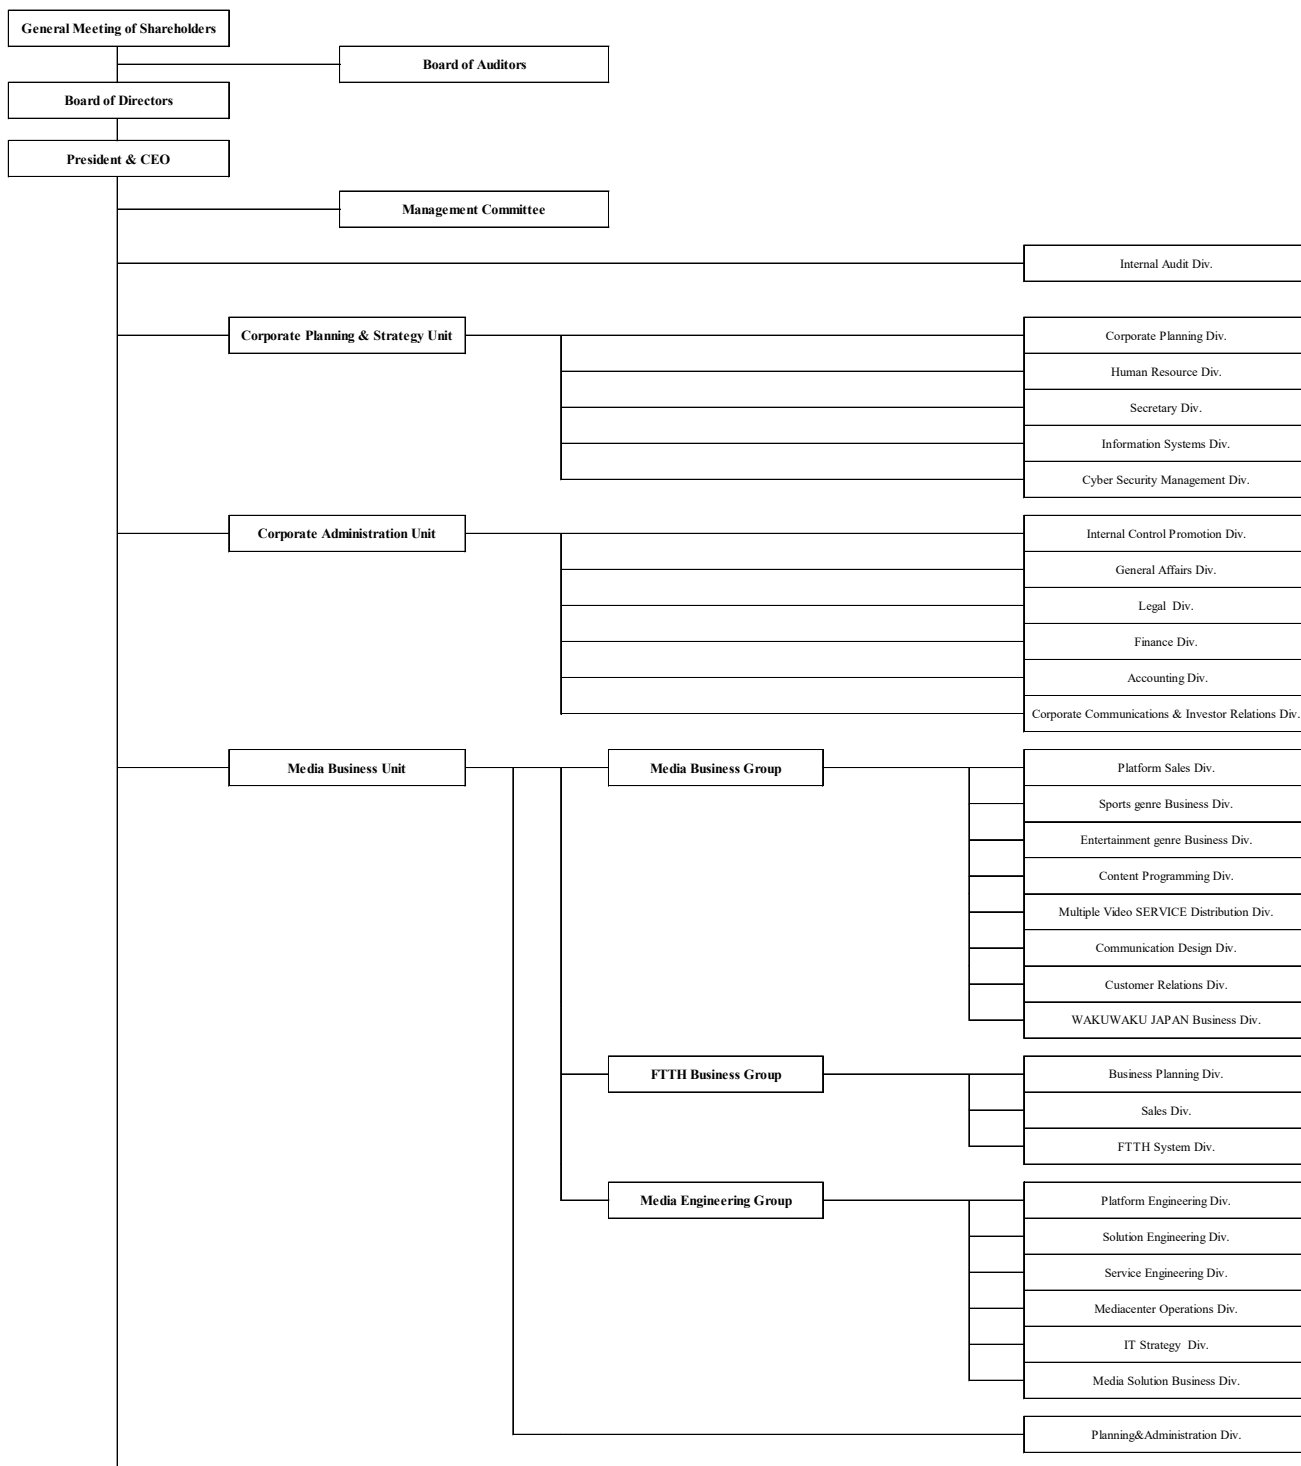 General Meeting of Shareholders
Board of Auditors
Board of Directors
President & CEO
Management Committee
Internal Audit Div.
Corporate Planning & Strategy Unit
Corporate Planning Div.
Human Resource Div.
Secretary Div.
Information Systems Div.
Cyber Security Management Div.
Corporate Administration Unit
Internal Control Promotion Div.
General Affairs Div.
Legal  Div.
Finance Div.
Accounting Div.
Corporate Communications & Investor Relations Div.
Media Business Unit
Media Business Group
Platform Sales Div.
Sports genre Business Div.
Entertainment genre Business Div.
Content Programming Div.
Multiple Video SERVICE Distribution Div.
Communication Design Div.
Customer Relations Div.
WAKUWAKU JAPAN Business Div.
FTTH Business Group
Business Planning Div.
Sales Div.
FTTH System Div.
Media Engineering Group
Platform Engineering Div.
Solution Engineering Div.
Service Engineering Div.
Mediacenter Operations Div.
IT Strategy  Div.
Media Solution Business Div.
Planning&Administration Div.